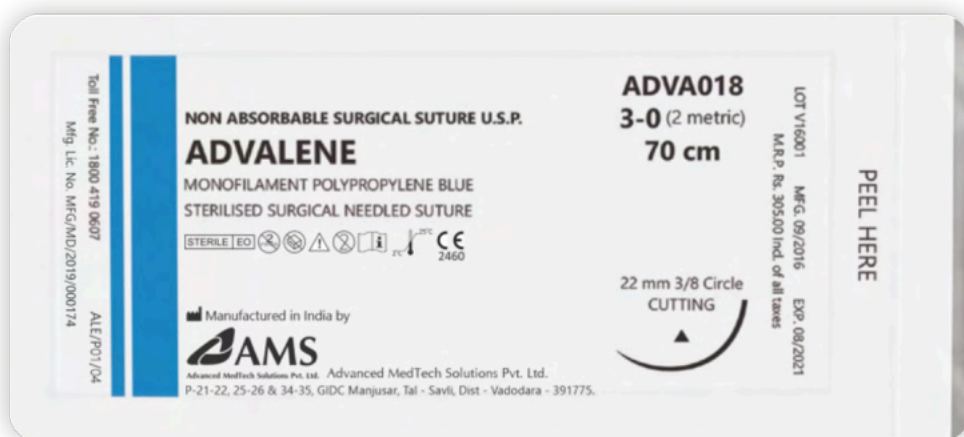 Toll Free No.: 1800 419 0607 ALE/P01/04
Mfg. Lic. No. MFG/MD/2019/000174
NON ABSORBABLE SURGICAL SUTURE U.S.P.
ADVALENE
MONOFILAMENT POLYPROPYLENE BLUE
STERILISED SURGICAL NEEDLED SUTURE
STERILE EO 2 2°C 25°C CE
2460
Manufactured in India by
AMS
Advanced MedTech Solutions Pvt. Ltd. Advanced MedTech Solutions Pvt. Ltd.
P-21-22, 25-26 & 34-35, GIDC Manjusar, Tal - Savli, Dist - Vadodara - 391775.
ADVA018
3-0 (2 metric)
70 cm
22 mm 3/8 Circle
CUTTING
LOT V16001 MFG. 09/2016 EXP. 08/2021
M.R.P. Rs. 305.00 Ind. of all taxes
PEEL HERE